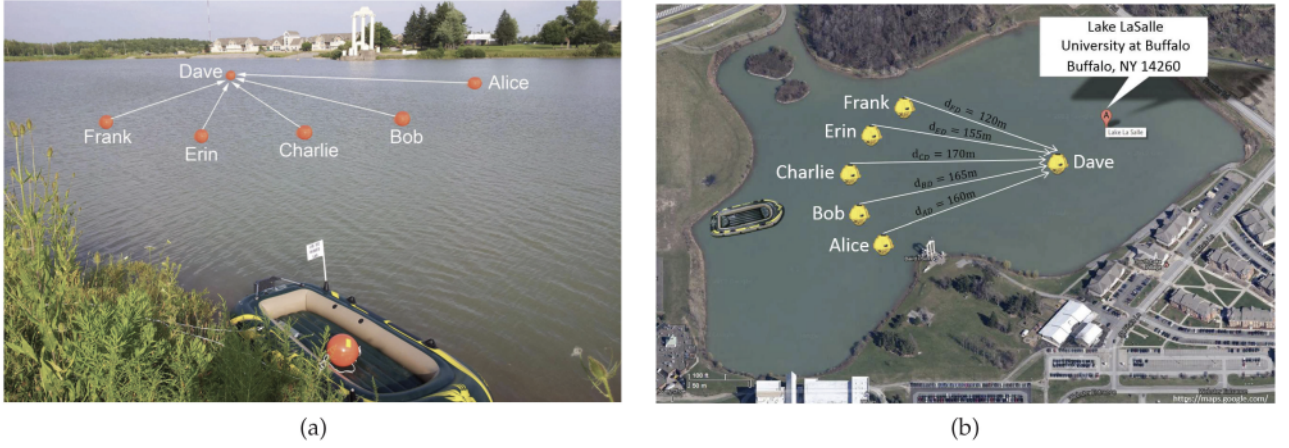 Dave
Alice
Frank
Erin
Charlie
Bob
(a)
Lake LaSalle
University at Buffalo
Buffalo, NY 14260
A
Lake La Salle
Frank
d_FD = 120m
Erin
d_ED = 155m
Charlie
d_CD = 170m
Dave
Bob
d_BD = 165m
Alice
d_AD = 160m
100 ft
50 m
https://maps.google.com/
(b)